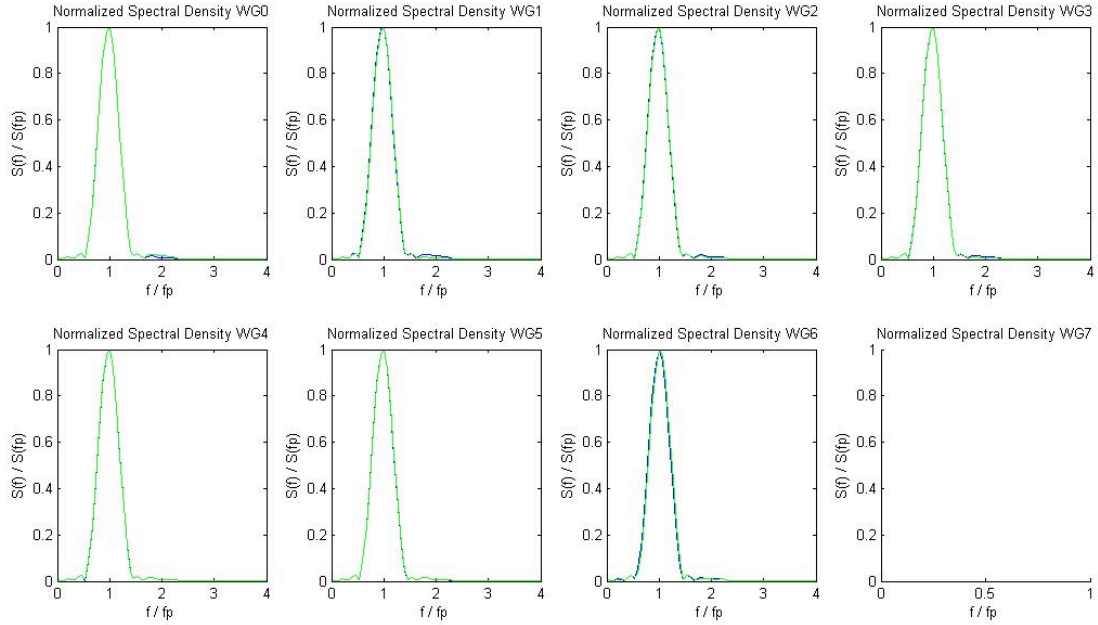 Normalized Spectral Density WG0
Normalized Spectral Density WG1
Normalized Spectral Density WG2
Normalized Spectral Density WG3
1
0.8
0.6
0.4
0.2
0
S(f) / S(fp)
0 1 2 3 4
f / fp
1
0.8
0.6
0.4
0.2
0
S(f) / S(fp)
0 1 2 3 4
f / fp
1
0.8
0.6
0.4
0.2
0
S(f) / S(fp)
0 1 2 3 4
f / fp
1
0.8
0.6
0.4
0.2
0
S(f) / S(fp)
0 1 2 3 4
f / fp
Normalized Spectral Density WG4
Normalized Spectral Density WG5
Normalized Spectral Density WG6
Normalized Spectral Density WG7
1
0.8
0.6
0.4
0.2
0
S(f) / S(fp)
0 1 2 3 4
f / fp
1
0.8
0.6
0.4
0.2
0
S(f) / S(fp)
0 1 2 3 4
f / fp
1
0.8
0.6
0.4
0.2
0
S(f) / S(fp)
0 1 2 3 4
f / fp
1
0.8
0.6
0.4
0.2
0
S(f) / S(fp)
0 0.5 1
f / fp